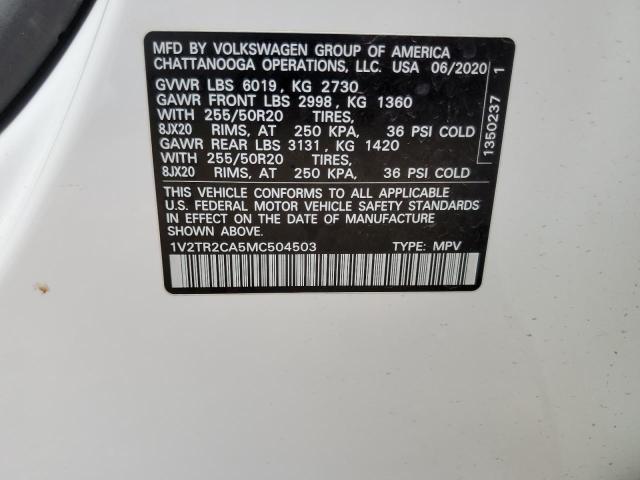 MFD BY VOLKSWAGEN GROUP OF AMERICA
CHATTANOOGA OPERATIONS, LLC. USA 06/2020
GVWR LBS 6019, KG 2730
GAWR FRONT LBS 2998, KG 1360
WITH 255/50R20 TIRES,
8JX20 RIMS, AT 250 KPA, 36 PSI COLD
GAWR REAR LBS 3131, KG 1420
WITH 255/50R20 TIRES,
8JX20 RIMS, AT 250 KPA, 36 PSI COLD
THIS VEHICLE CONFORMS TO ALL APPLICABLE
U.S. FEDERAL MOTOR VEHICLE SAFETY STANDARDS
IN EFFECT ON THE DATE OF MANUFACTURE
SHOWN ABOVE.
1V2TR2CA5MC504503 TYPE: MPV
1350237 1